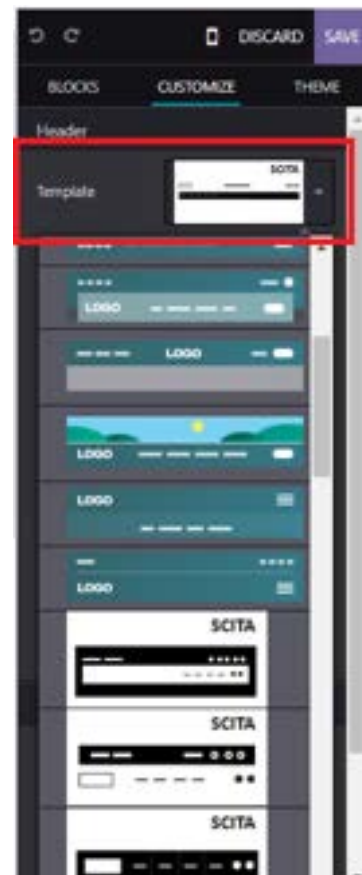 DISCARD SAVE
BLOCKS CUSTOMIZE THEME
Header
Template SCITA
LOGO
LOGO
LOGO
LOGO
LOGO
SCITA
SCITA
SCITA